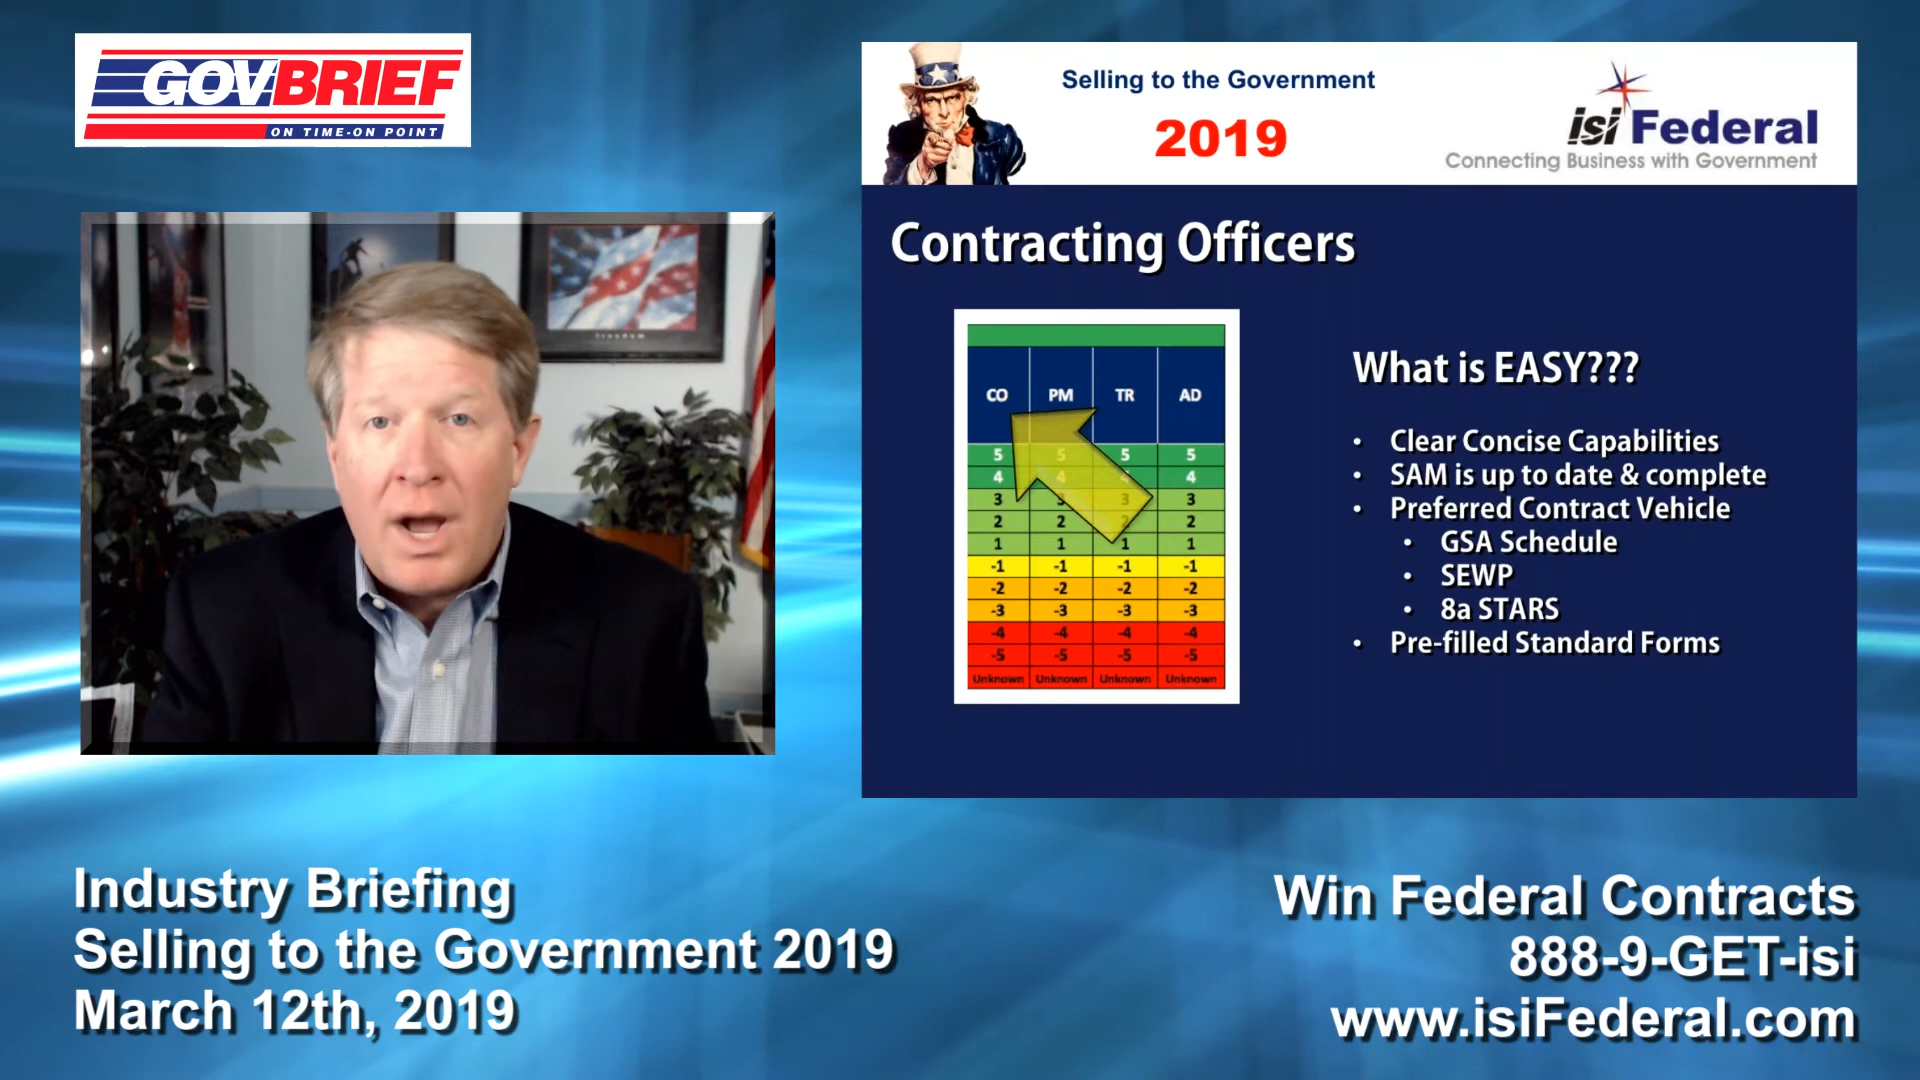 GOVBRIEF
ON TIME-ON POINT
Selling to the Government
2019
isi Federal
Connecting Business with Government
Contracting Officers
CO PM TR AD
5 5 5 5
4 4 4 4
3 3 3 3
2 2 2 2
1 1 1 1
-1 -1 -1 -1
-2 -2 -2 -2
-3 -3 -3 -3
-4 -4 -4 -4
-5 -5 -5 -5
Unknown Unknown Unknown Unknown
What is EASY???
• Clear Concise Capabilities
• SAM is up to date & complete
• Preferred Contract Vehicle
• GSA Schedule
• SEWP
• 8a STARS
• Pre-filled Standard Forms
Industry Briefing
Selling to the Government 2019
March 12th, 2019
Win Federal Contracts
888-9-GET-isi
www.isiFederal.com